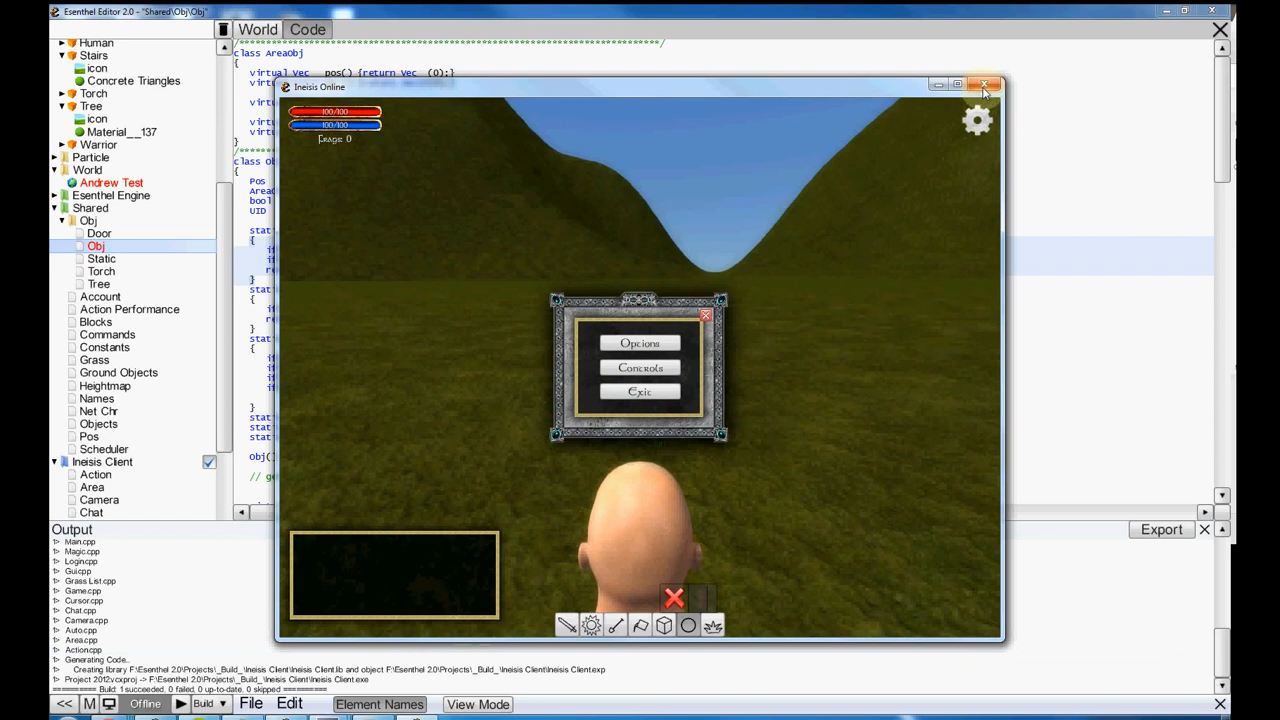 Esenthel Editor 2.0 - "Shared\Obj\Obj"
World
Code
Human
Stairs
icon
Concrete Triangles
Torch
Tree
icon
Material__137
Warrior
Particle
World
Andrew Test
Esenthel Engine
Shared
Obj
Door
Obj
Static
Torch
Tree
Account
Action Performance
Blocks
Commands
Constants
Grass
Ground Objects
Heightmap
Names
Net Chr
Objects
Pos
Scheduler
Ineisis Client
Action
Area
Camera
Chat
class AreaObj
{
virtual Vec pos() {return Vec (0);}
Ineisis Online
100/100
100/100
Frags: 0
Options
Controls
Exit
Output
Export
Main.cpp
Magic.cpp
Login.cpp
Gui.cpp
Grass List.cpp
Game.cpp
Cursor.cpp
Chat.cpp
Camera.cpp
Auto.cpp
Area.cpp
Action.cpp
Generating Code...
Creating library F:\Esenthel 2.0\Projects\_Build_\Ineisis Client\Ineisis Client.lib and object F:\Esenthel 2.0\Projects\_Build_\Ineisis Client\Ineisis Client.exp
Project 2012.vcxproj -> F:\Esenthel 2.0\Projects\_Build_\Ineisis Client\Ineisis Client.exe
========== Build: 1 succeeded, 0 failed, 0 up-to-date, 0 skipped ==========
<< M Offline Build File Edit Element Names View Mode